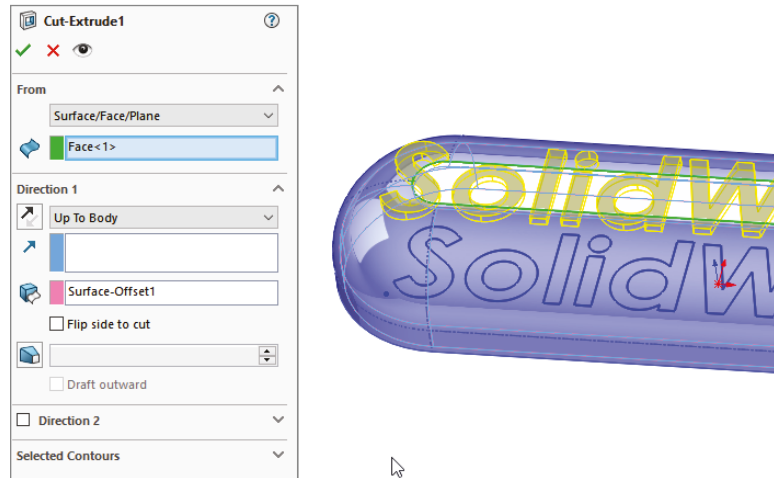 Cut-Extrude1
From
Surface/Face/Plane
Face<1>
Direction 1
Up To Body
Surface-Offset1
Flip side to cut
Draft outward
Direction 2
Selected Contours
SolidW
SolidW